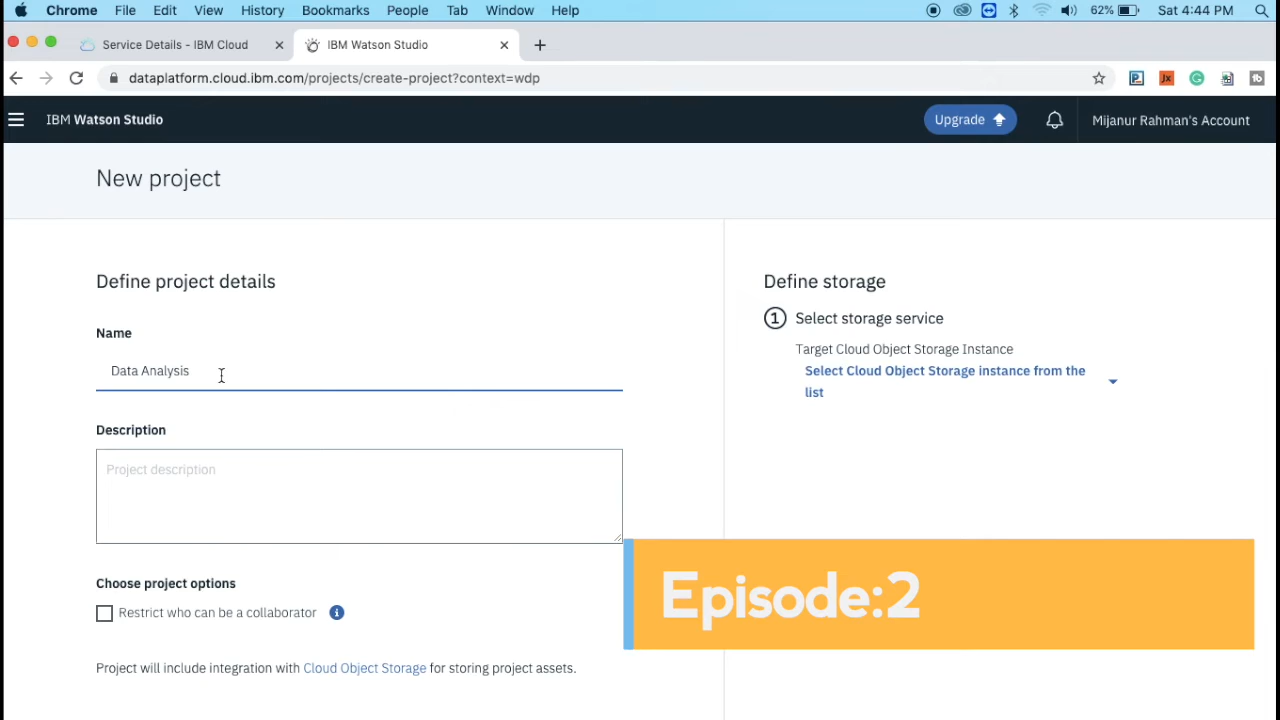 Chrome File Edit View History Bookmarks People Tab Window Help 62% Sat 4:44 PM
Service Details - IBM Cloud IBM Watson Studio
dataplatform.cloud.ibm.com/projects/create-project?context=wdp
IBM Watson Studio Upgrade Mijanur Rahman's Account
New project
Define project details
Name
Data Analysis
Description
Project description
Choose project options
Restrict who can be a collaborator
Project will include integration with Cloud Object Storage for storing project assets.
Define storage
1 Select storage service
Target Cloud Object Storage Instance
Select Cloud Object Storage instance from the
list
Episode:2